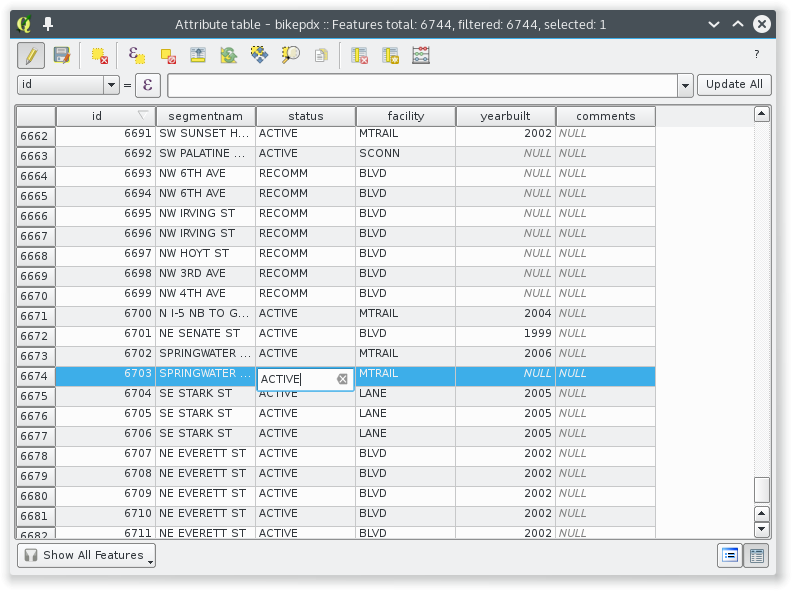 Attribute table – bikepdx :: Features total: 6744, filtered: 6744, selected: 1
?
id = ε Update All
id segmentnam status facility yearbuilt comments
6662 6691 SW SUNSET H... ACTIVE MTRAIL 2002 NULL
6663 6692 SW PALATINE ... ACTIVE SCONN NULL NULL
6664 6693 NW 6TH AVE RECOMM BLVD NULL NULL
6665 6694 NW 6TH AVE RECOMM BLVD NULL NULL
6666 6695 NW IRVING ST RECOMM BLVD NULL NULL
6667 6696 NW IRVING ST RECOMM BLVD NULL NULL
6668 6697 NW HOYT ST RECOMM BLVD NULL NULL
6669 6698 NW 3RD AVE RECOMM BLVD NULL NULL
6670 6699 NW 4TH AVE RECOMM BLVD NULL NULL
6671 6700 N I-5 NB TO G... ACTIVE MTRAIL 2004 NULL
6672 6701 NE SENATE ST ACTIVE BLVD 1999 NULL
6673 6702 SPRINGWATER ... ACTIVE MTRAIL 2006 NULL
6674 6703 SPRINGWATER ... ACTIVE MTRAIL NULL NULL
6675 6704 SE STARK ST ACTIVE LANE 2005 NULL
6676 6705 SE STARK ST ACTIVE LANE 2005 NULL
6677 6706 SE STARK ST ACTIVE LANE 2005 NULL
6678 6707 NE EVERETT ST ACTIVE BLVD 2002 NULL
6679 6708 NE EVERETT ST ACTIVE BLVD 2002 NULL
6680 6709 NE EVERETT ST ACTIVE BLVD 2002 NULL
6681 6710 NE EVERETT ST ACTIVE BLVD 2002 NULL
6682 6711 NE EVERETT ST ACTIVE BLVD 2002 NULL
Show All Features